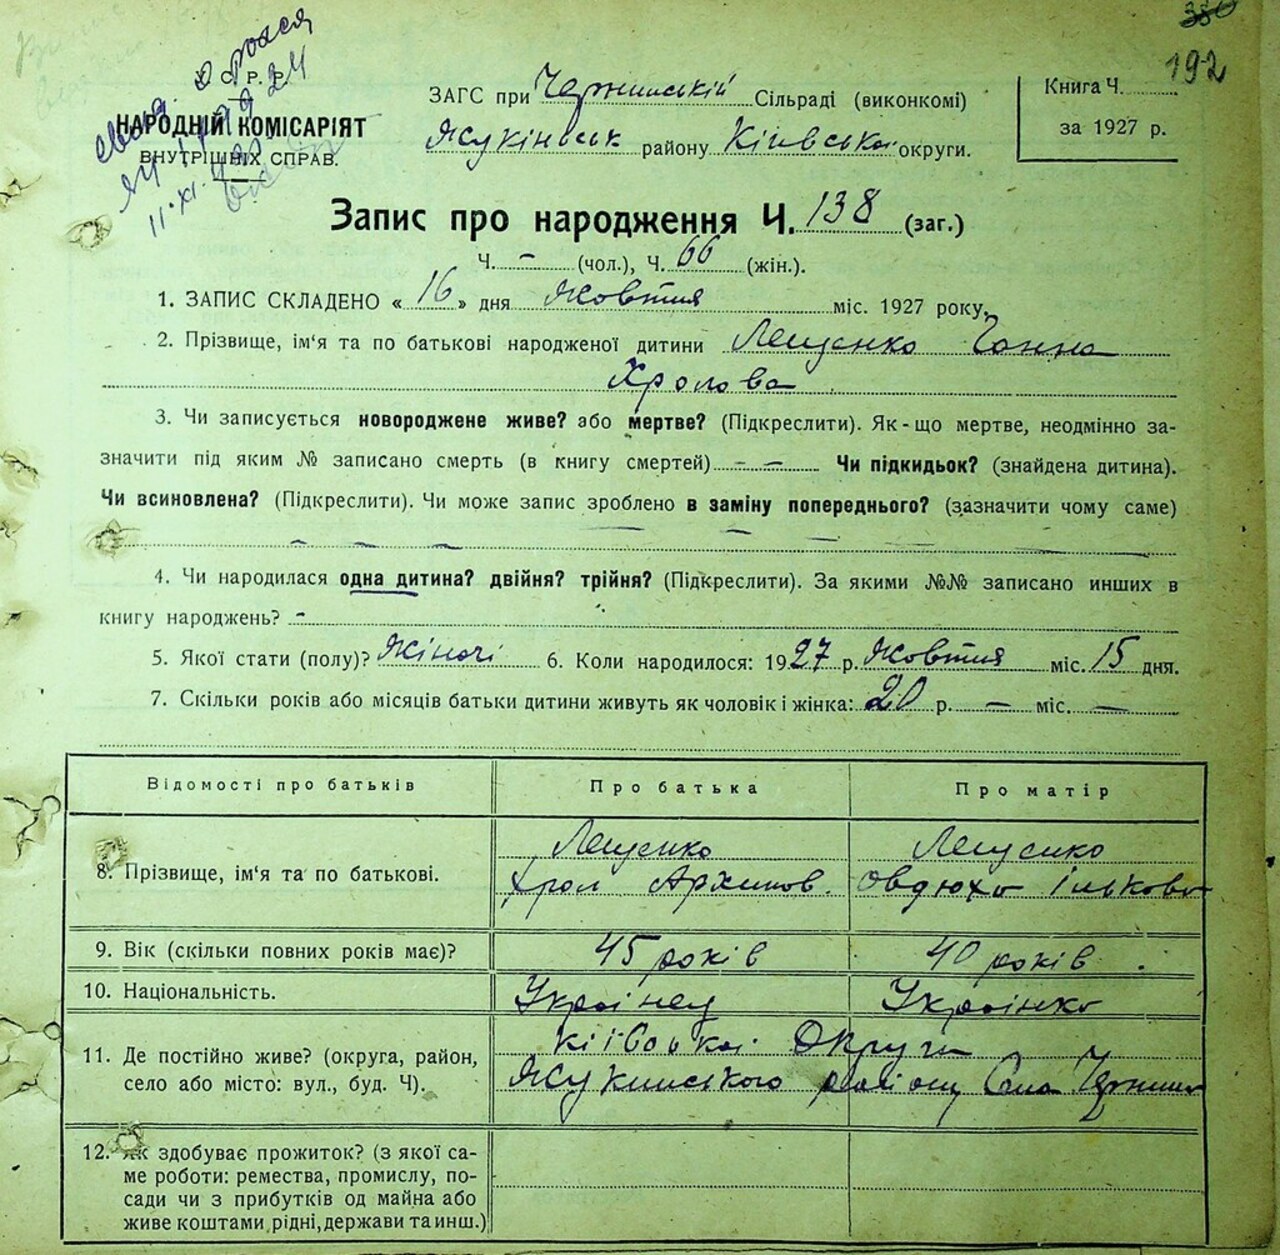 380
192
У. С. Р. Р.
НАРОДНІЙ КОМІСАРІЯТ
ВНУТРІШНІХ СПРАВ.
11.XI.
ЗАГС при Чернинській Сільраді (виконкомі)
Жукінськ району Київської округи.
Книга Ч.
за 1927 р.
Запис про народження Ч. 138 (заг.)
Ч. – (чол.), Ч. 66 (жін.).
1. ЗАПИС СКЛАДЕНО «16» дня Жовтня міс. 1927 року.
2. Прізвище, ім'я та по батькові народженої дитини Лещенко Ганна
Хролова
3. Чи записується новороджене живе? або мертве? (Підкреслити). Як-що мертве, неодмінно за-
значити під яким № записано смерть (в книгу смертей) – – Чи підкидьок? (знайдена дитина).
Чи всиновлена? (Підкреслити). Чи може запис зроблено в заміну попереднього? (зазначити чому саме)
4. Чи народилася одна дитина? двійня? трійня? (Підкреслити). За якими №№ записано инших в
книгу народжень? -
5. Якої стати (полу)? Жіночі 6. Коли народилося: 1927 р. Жовтня міс. 15 дня.
7. Скільки років або місяців батьки дитини живуть як чоловік і жінка: 20 р. – міс. –
Відомості про батьків Про батька Про матір
8. Прізвище, ім'я та по батькові. Лещенко Лещенко
Хрол Архипов. Овдюха Ількова
9. Вік (скільки повних років має)? 45 років 40 років.
10. Національність. Українец Українка
11. Де постійно живе? (округа, район, Київської Округи
село або місто: вул., буд. Ч). Жукинського району Села Чернин
12. Як здобуває прожиток? (з якої са-
ме роботи: ремества, промислу, по-
сади чи з прибутків од майна або
живе коштами рідні, держави та инш.)